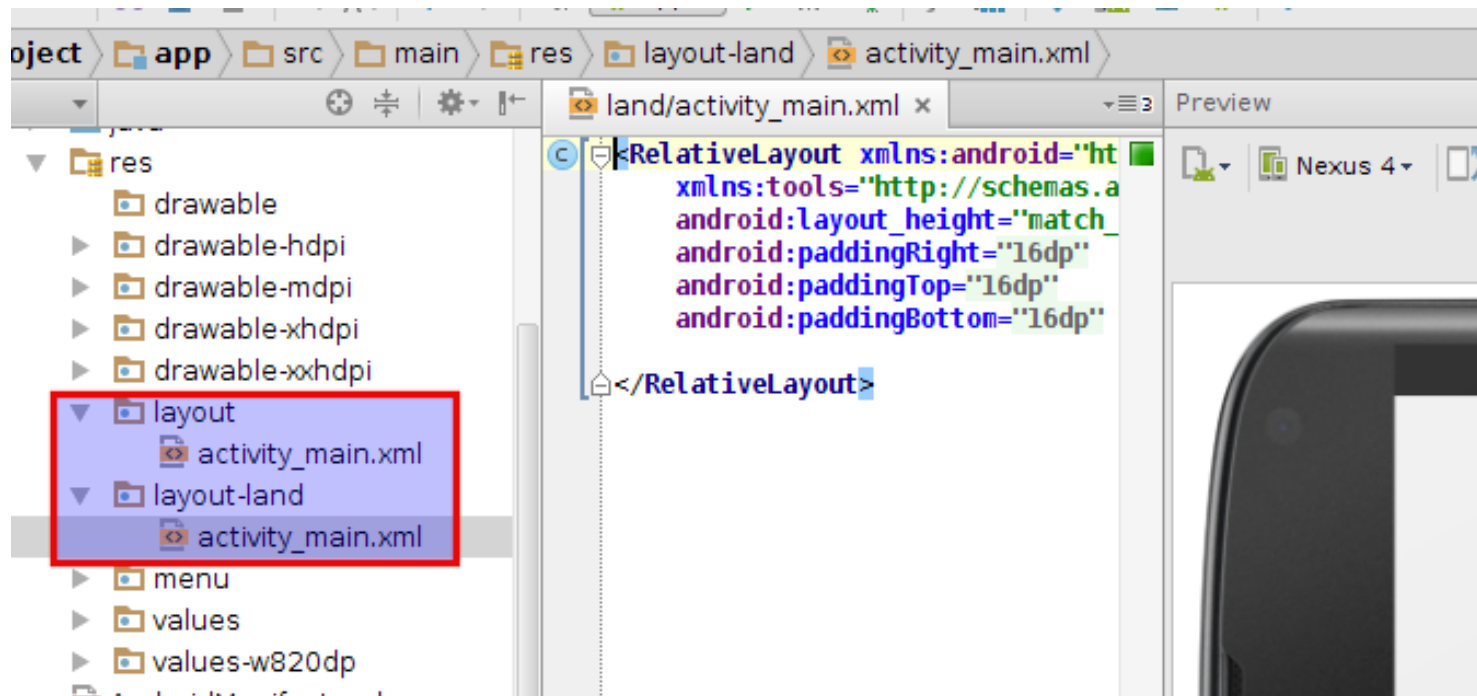 oject app src main res layout-land activity_main.xml
land/activity_main.xml
3
Preview
res
drawable
drawable-hdpi
drawable-mdpi
drawable-xhdpi
drawable-xxhdpi
layout
activity_main.xml
layout-land
activity_main.xml
menu
values
values-w820dp
C
<RelativeLayout xmlns:android="ht
xmlns:tools="http://schemas.a
android:layout_height="match_
android:paddingRight="16dp"
android:paddingTop="16dp"
android:paddingBottom="16dp"
</RelativeLayout>
Nexus 4